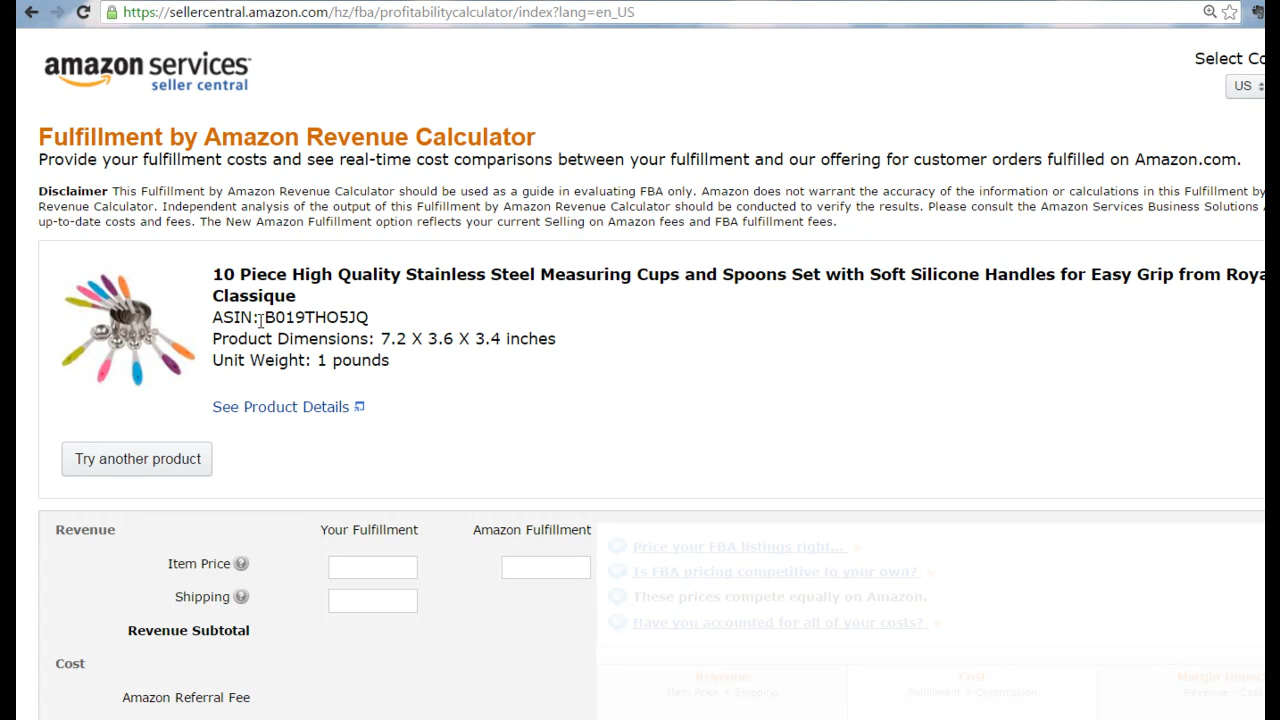 https://sellercentral.amazon.com/hz/fba/profitabilitycalculator/index?lang=en_US
amazon services
seller central
Select Co
US
Fulfillment by Amazon Revenue Calculator
Provide your fulfillment costs and see real-time cost comparisons between your fulfillment and our offering for customer orders fulfilled on Amazon.com.
Disclaimer This Fulfillment by Amazon Revenue Calculator should be used as a guide in evaluating FBA only. Amazon does not warrant the accuracy of the information or calculations in this Fulfillment by
Revenue Calculator. Independent analysis of the output of this Fulfillment by Amazon Revenue Calculator should be conducted to verify the results. Please consult the Amazon Services Business Solutions A
up-to-date costs and fees. The New Amazon Fulfillment option reflects your current Selling on Amazon fees and FBA fulfillment fees.
10 Piece High Quality Stainless Steel Measuring Cups and Spoons Set with Soft Silicone Handles for Easy Grip from Roya
Classique
ASIN: B019THO5JQ
Product Dimensions: 7.2 X 3.6 X 3.4 inches
Unit Weight: 1 pounds
See Product Details
Try another product
Revenue Your Fulfillment Amazon Fulfillment
Item Price ?
Shipping ?
Revenue Subtotal
Cost
Amazon Referral Fee
Price your FBA listings right...
Is FBA pricing competitive to your own?
These prices compete equally on Amazon.
Have you accounted for all of your costs?
Revenue Cost Margin Impac
Item Price + Shipping Fulfillment + Commission Revenue - Cost